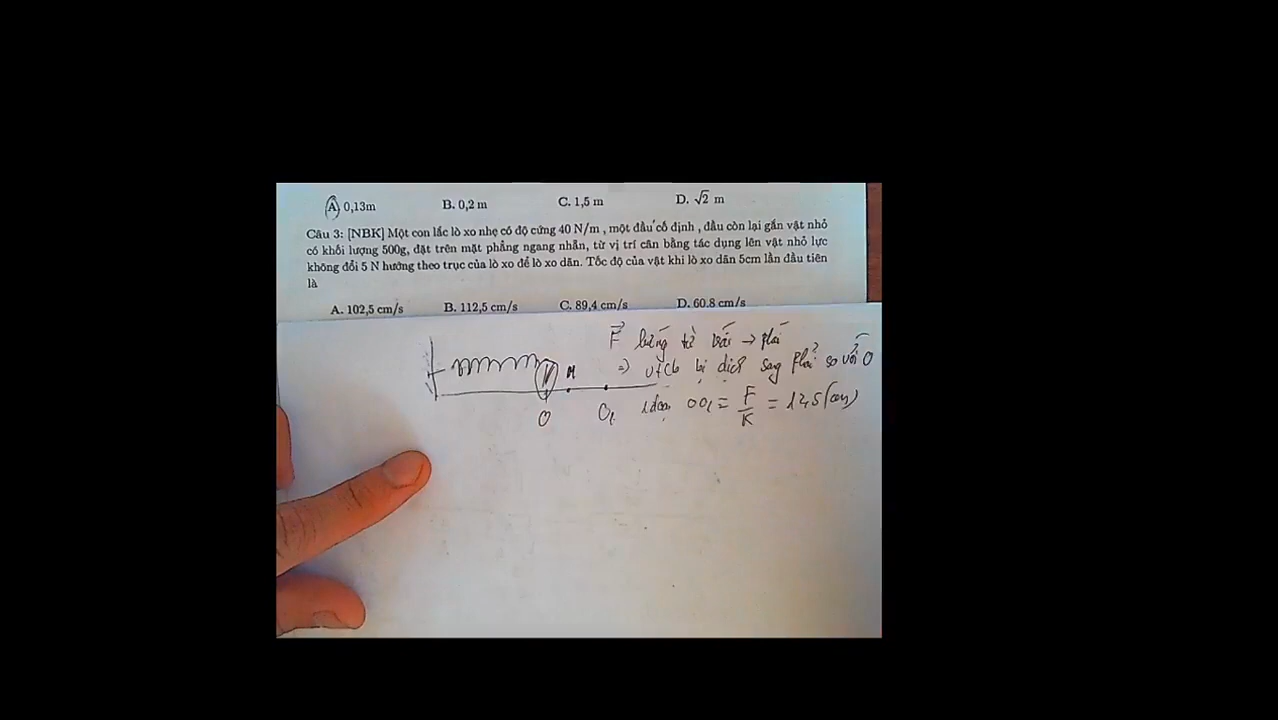 A) 0,13m B. 0,2 m C. 1,5 m D. √2 m
Câu 3: [NBK] Một con lắc lò xo nhẹ có độ cứng 40 N/m , một đầu cố định , đầu còn lại gắn vật nhỏ
có khối lượng 500g, đặt trên mặt phẳng ngang nhẵn, từ vị trí cân bằng tác dụng lên vật nhỏ lực
không đổi 5 N hướng theo trục của lò xo để lò xo dãn. Tốc độ của vật khi lò xo dãn 5cm lần đầu tiên
là
A. 102,5 cm/s B. 112,5 cm/s C. 89,4 cm/s D. 60.8 cm/s
F⃗ hướng từ trái → phải
⇒ vtcb bị dịch sang phải so với O
M
O O₁ 1 đoạn OO₁ = F/K = 12,5 (cm)